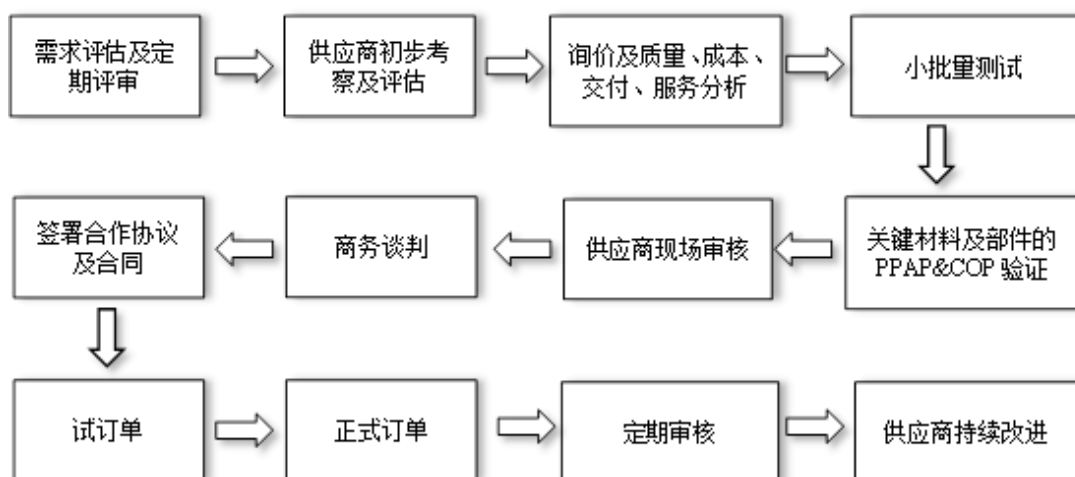 需求评估及定
期评审
供应商初步考
察及评估
询价及质量、成本、
交付、服务分析
小批量测试
关键材料及部件的
PPAP&COP 验证
供应商现场审核
商务谈判
签署合作协议
及合同
试订单
正式订单
定期审核
供应商持续改进